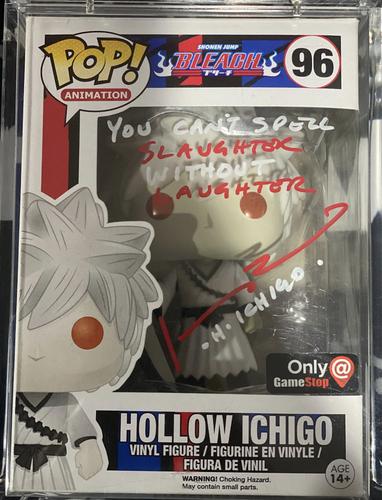 POP!
ANIMATION
SHONEN JUMP
BLEACH
ブリーチ
96
YOU CAN'T SPELL
SLAUGHTER
WITHOUT
LAUGHTER
·H. ICHIGO·
Only @
GameStop
HOLLOW ICHIGO
VINYL FIGURE / FIGURINE EN VINYLE /
FIGURA DE VINIL
WARNING! Choking Hazard.
May contain small parts.
AGE
14+